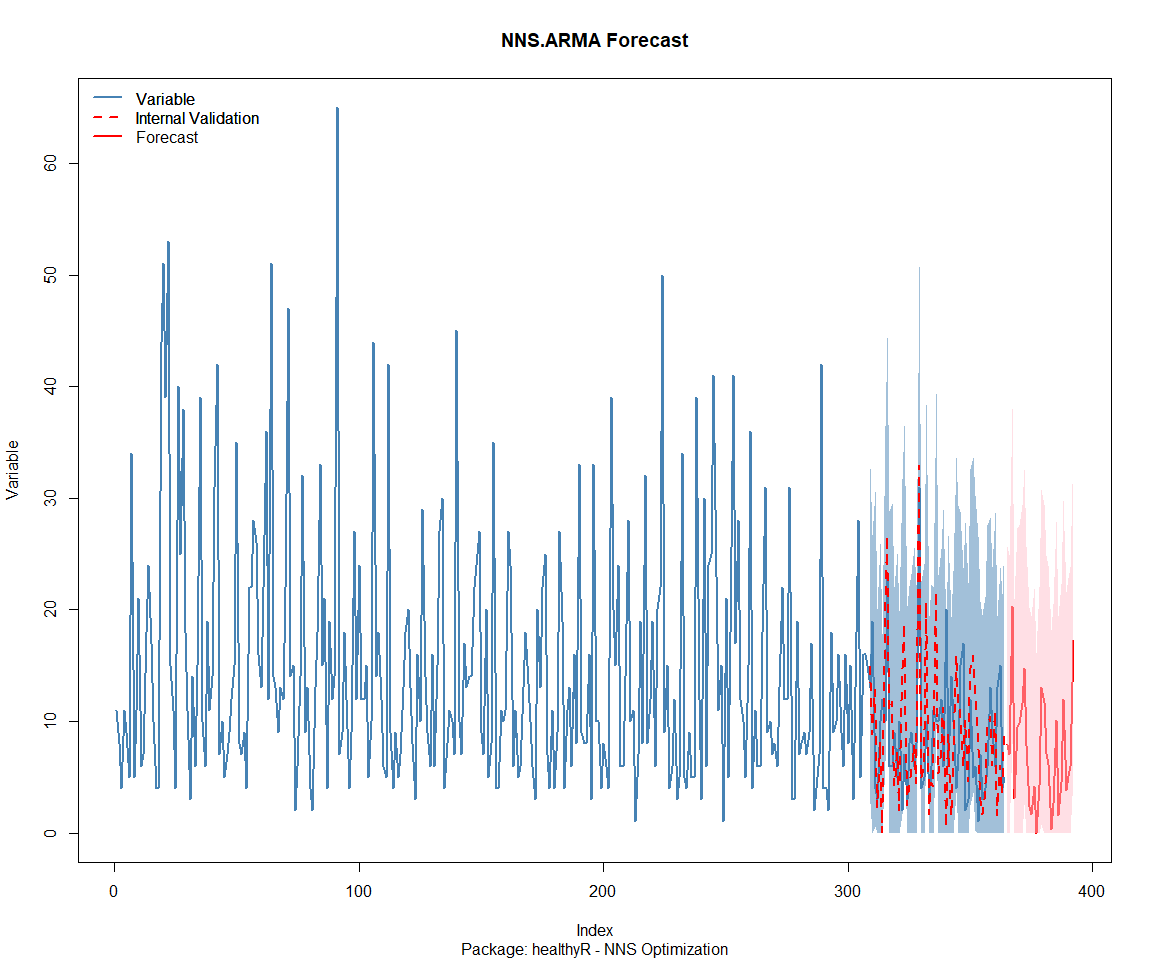 NNS.ARMA Forecast
Variable
Internal Validation
Forecast
Variable
60
50
40
30
20
10
0
0 100 200 300 400
Index
Package: healthyR - NNS Optimization